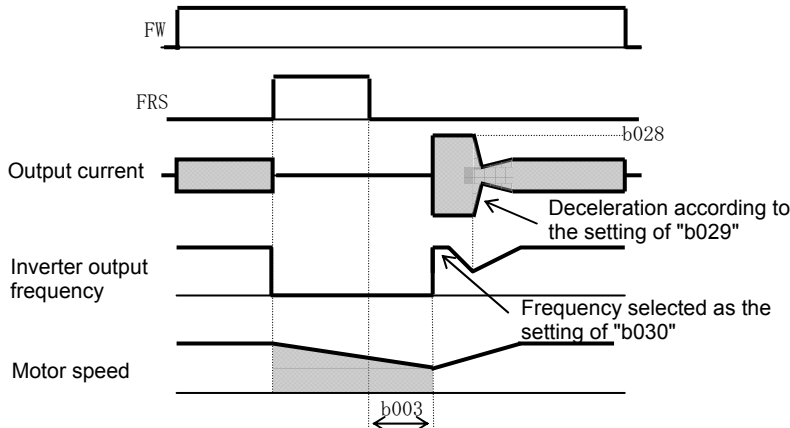 FW
FRS
b028
Output current
Deceleration according to
the setting of "b029"
Inverter output
frequency
Frequency selected as the
setting of "b030"
Motor speed
b003